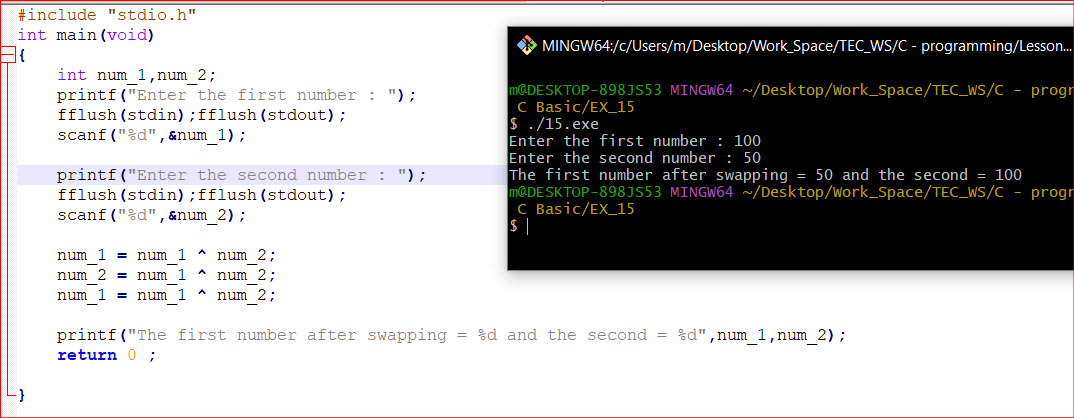 #include "stdio.h"
int main(void)
{
int num_1,num_2;
printf("Enter the first number : ");
fflush(stdin);fflush(stdout);
scanf("%d",&num_1);
printf("Enter the second number : ");
fflush(stdin);fflush(stdout);
scanf("%d",&num_2);
num_1 = num_1 ^ num_2;
num_2 = num_1 ^ num_2;
num_1 = num_1 ^ num_2;
printf("The first number after swapping = %d and the second = %d",num_1,num_2);
return 0 ;
}
MINGW64:/c/Users/m/Desktop/Work_Space/TEC_WS/C - programming/Lesson...
m@DESKTOP-898JS53 MINGW64 ~/Desktop/Work_Space/TEC_WS/C - progr
C Basic/EX_15
$ ./15.exe
Enter the first number : 100
Enter the second number : 50
The first number after swapping = 50 and the second = 100
m@DESKTOP-898JS53 MINGW64 ~/Desktop/Work_Space/TEC_WS/C - progr
C Basic/EX_15
$